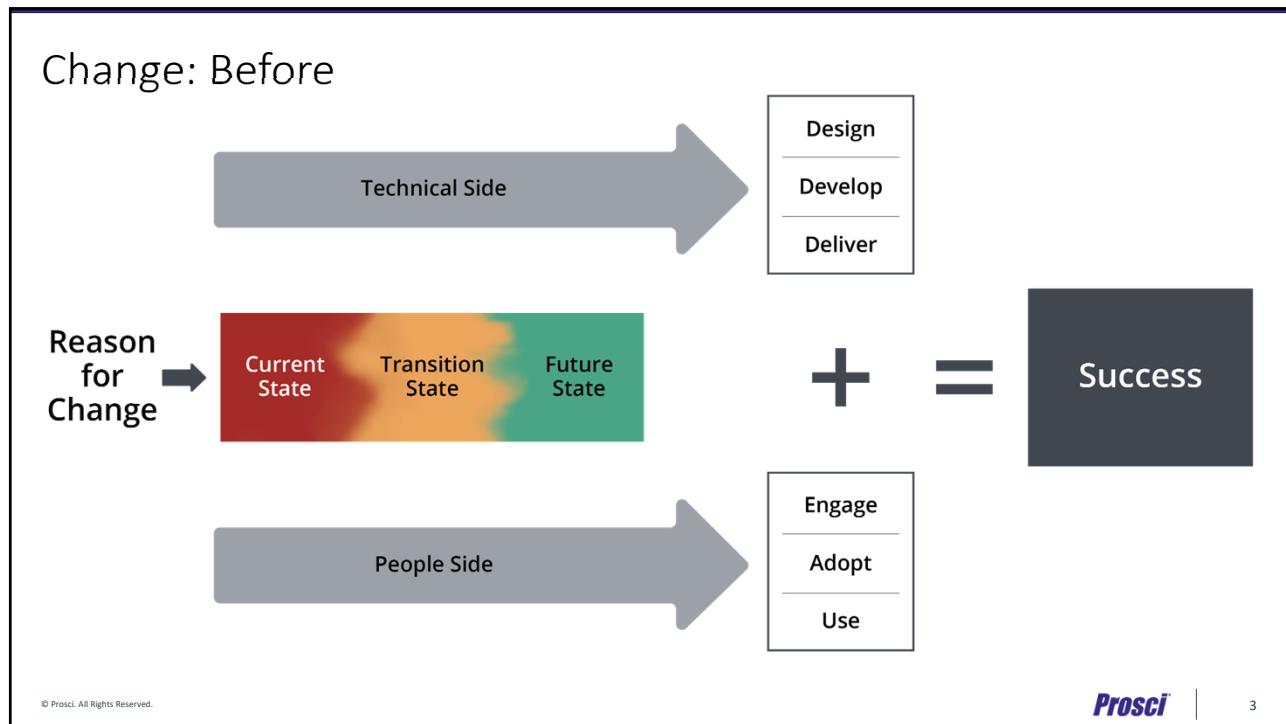 Change: Before
Technical Side
Design
Develop
Deliver
Reason
for
Change
Current
State
Transition
State
Future
State
+
=
Success
People Side
Engage
Adopt
Use
© Prosci. All Rights Reserved.
Prosci®
3